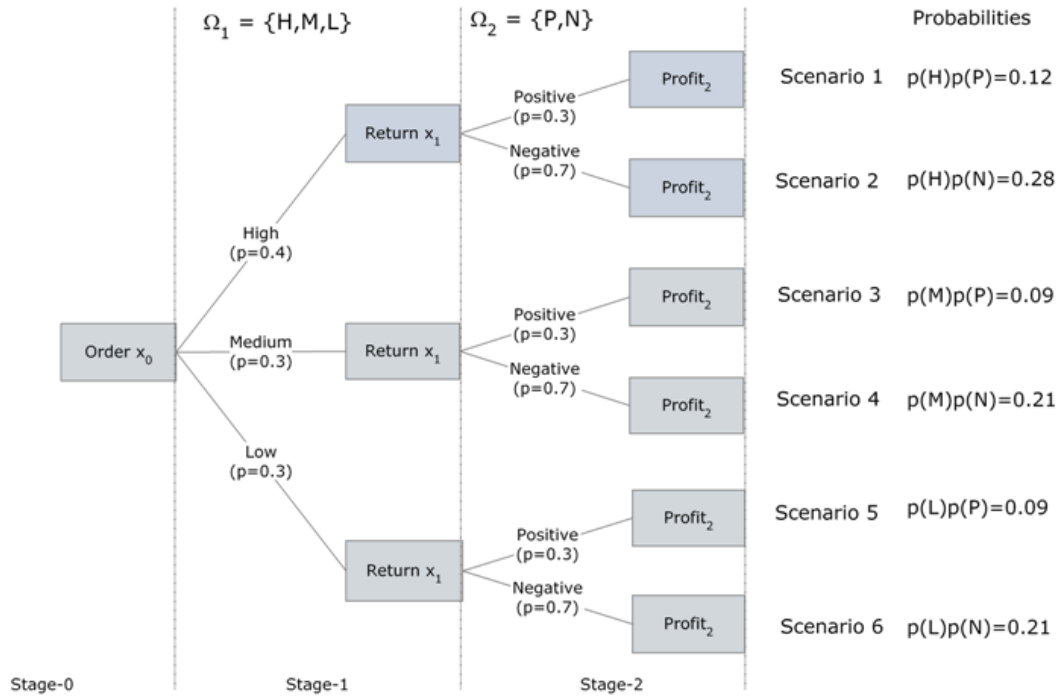 Ω₁ = {H,M,L}
Ω₂ = {P,N}
Probabilities
Order x₀
High
(p=0.4)
Medium
(p=0.3)
Low
(p=0.3)
Return x₁
Positive
(p=0.3)
Negative
(p=0.7)
Profit₂
Scenario 1 p(H)p(P)=0.12
Profit₂
Scenario 2 p(H)p(N)=0.28
Return x₁
Positive
(p=0.3)
Negative
(p=0.7)
Profit₂
Scenario 3 p(M)p(P)=0.09
Profit₂
Scenario 4 p(M)p(N)=0.21
Return x₁
Positive
(p=0.3)
Negative
(p=0.7)
Profit₂
Scenario 5 p(L)p(P)=0.09
Profit₂
Scenario 6 p(L)p(N)=0.21
Stage-0
Stage-1
Stage-2